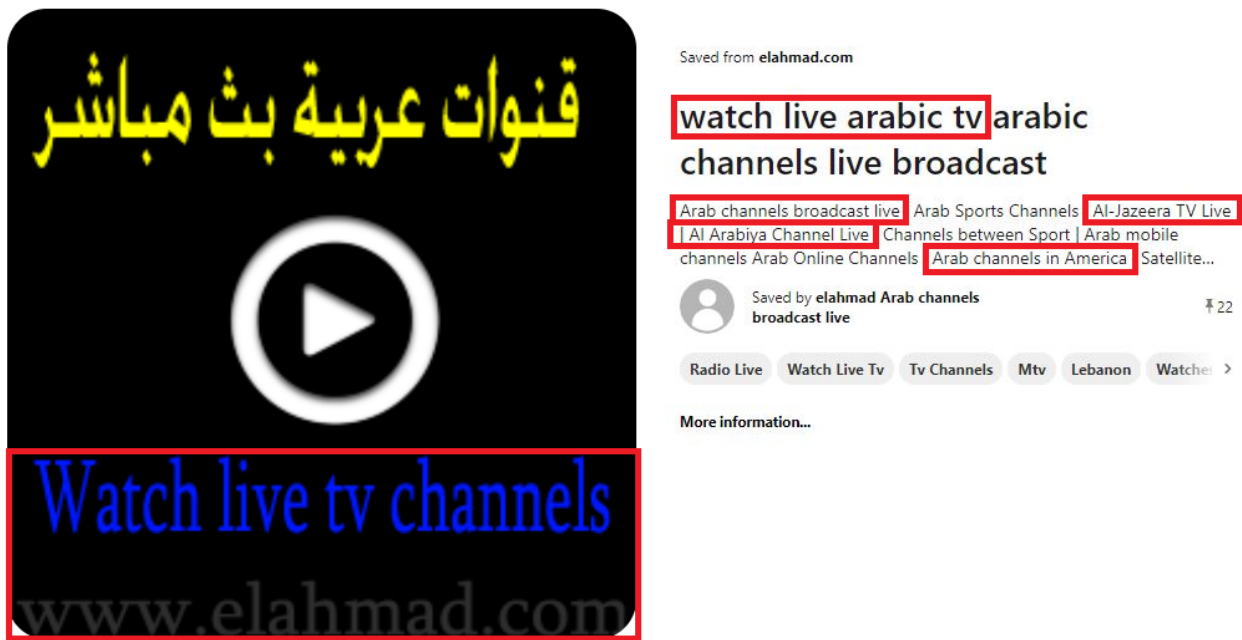 قنوات عربية بث مباشر
Watch live tv channels
www.elahmad.com
Saved from elahmad.com
watch live arabic tv arabic
channels live broadcast
Arab channels broadcast live Arab Sports Channels Al-Jazeera TV Live
| Al Arabiya Channel Live Channels between Sport | Arab mobile
channels Arab Online Channels Arab channels in America Satellite...
Saved by elahmad Arab channels
broadcast live
22
Radio Live Watch Live Tv Tv Channels Mtv Lebanon Watche
More information...